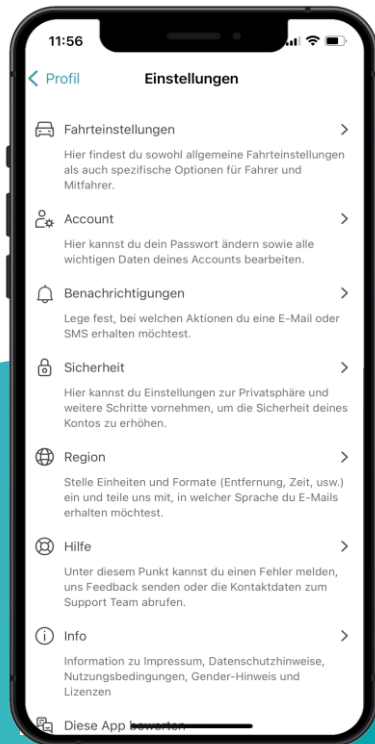 11:56
Profil
Einstellungen
Fahrteinstellungen
Hier findest du sowohl allgemeine Fahrteinstellungen
als auch spezifische Optionen für Fahrer und
Mitfahrer.
Account
Hier kannst du dein Passwort ändern sowie alle
wichtigen Daten deines Accounts bearbeiten.
Benachrichtigungen
Lege fest, bei welchen Aktionen du eine E-Mail oder
SMS erhalten möchtest.
Sicherheit
Hier kannst du Einstellungen zur Privatsphäre und
weitere Schritte vornehmen, um die Sicherheit deines
Kontos zu erhöhen.
Region
Stelle Einheiten und Formate (Entfernung, Zeit, usw.)
ein und teile uns mit, in welcher Sprache du E-Mails
erhalten möchtest.
Hilfe
Unter diesem Punkt kannst du einen Fehler melden,
uns Feedback senden oder die Kontaktdaten zum
Support Team abrufen.
Info
Information zu Impressum, Datenschutzhinweise,
Nutzungsbedingungen, Gender-Hinweis und
Lizenzen
Diese App bewerten